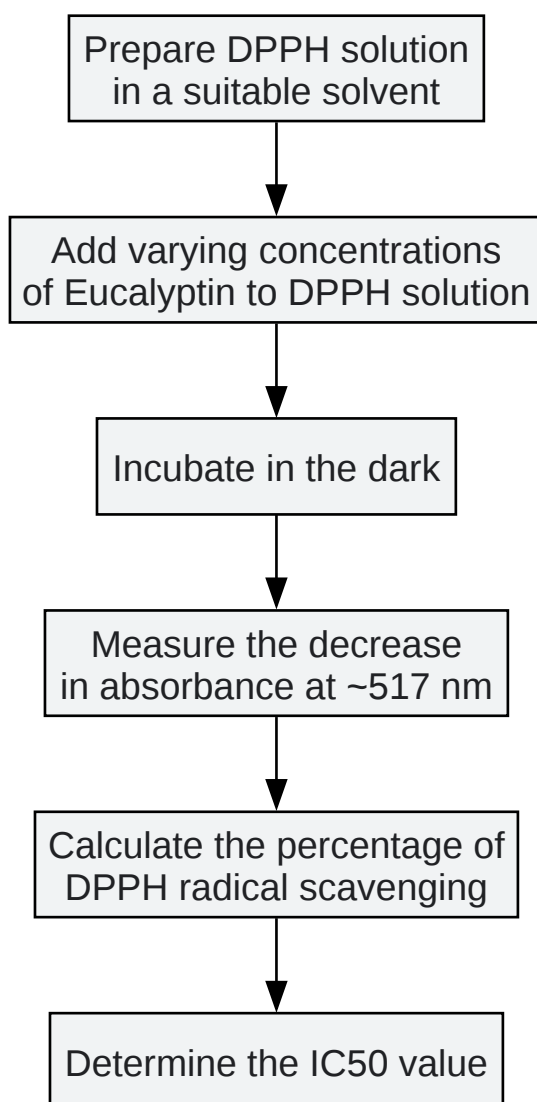 Prepare DPPH solution
in a suitable solvent
Add varying concentrations
of Eucalyptin to DPPH solution
Incubate in the dark
Measure the decrease
in absorbance at ~517 nm
Calculate the percentage of
DPPH radical scavenging
Determine the IC50 value